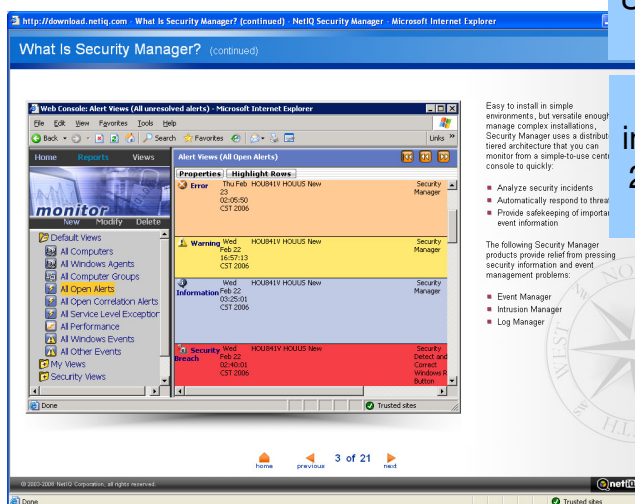 http://download.netiq.com - What Is Security Manager? (continued) - NetIQ Security Manager - Microsoft Internet Explorer
What Is Security Manager? (continued)
Web Console: Alert Views (All unresolved alerts) - Microsoft Internet Explorer
File Edit View Favorites Tools Help
Back Search Favorites Links »
Home Reports Views
Alert Views (All Open Alerts)
Properties Highlight Rows
monitor
New Modify Delete
Default Views
All Computers
All Windows Agents
All Computer Groups
All Open Alerts
All Open Correlation Alerts
All Service Level Exception
All Performance
All Windows Events
All Other Events
My Views
Security Views
Error Thu Feb 23 02:05:50 CST 2006 HOU841V HOUUS New Security Manager
Warning Wed Feb 22 16:57:13 CST 2006 HOU841V HOUUS New Security Manager
Information Wed Feb 22 03:25:01 CST 2006 HOU841V HOUUS New Security Manager
Security Breach Wed Feb 22 02:40:01 CST 2006 HOU841V HOUUS New Security Detect and Correct Windows R Button
Done Trusted sites
Easy to install in simple
environments, but versatile enough
manage complex installations,
Security Manager uses a distribut
tiered architecture that you can
monitor from a simple-to-use cent
console to quickly:
Analyze security incidents
Automatically respond to threa
Provide safekeeping of importa
event information
The following Security Manager
products provide relief from pressing
security information and event
management problems:
Event Manager
Intrusion Manager
Log Manager
in
2
home previous 3 of 21 next
© 2003-2006 NetIQ Corporation, all rights reserved.
netIQ
Done Trusted sites